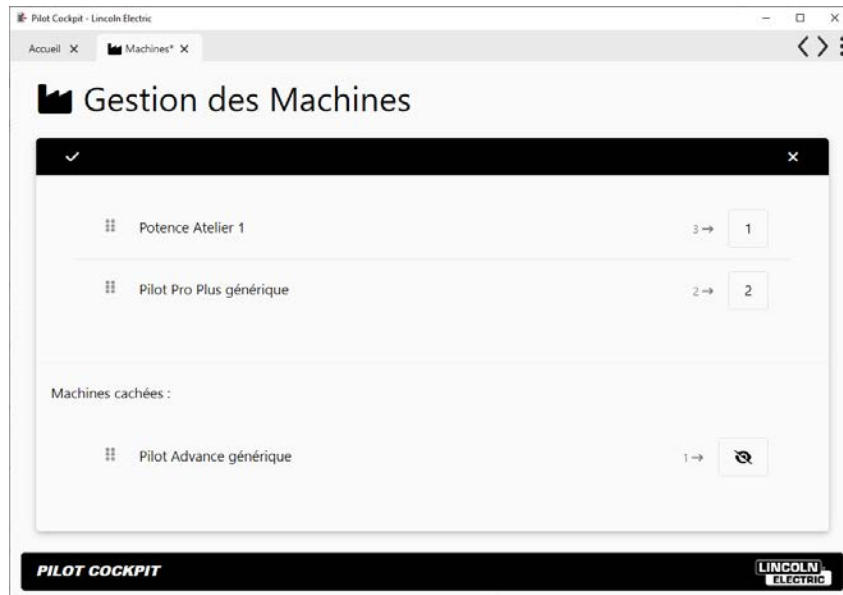 Pilot Cockpit - Lincoln Electric
Accueil
Machines*
Gestion des Machines
Potence Atelier 1
3 → 1
Pilot Pro Plus générique
2 → 2
Machines cachées :
Pilot Advance générique
1 →
PILOT COCKPIT
LINCOLN
ELECTRIC